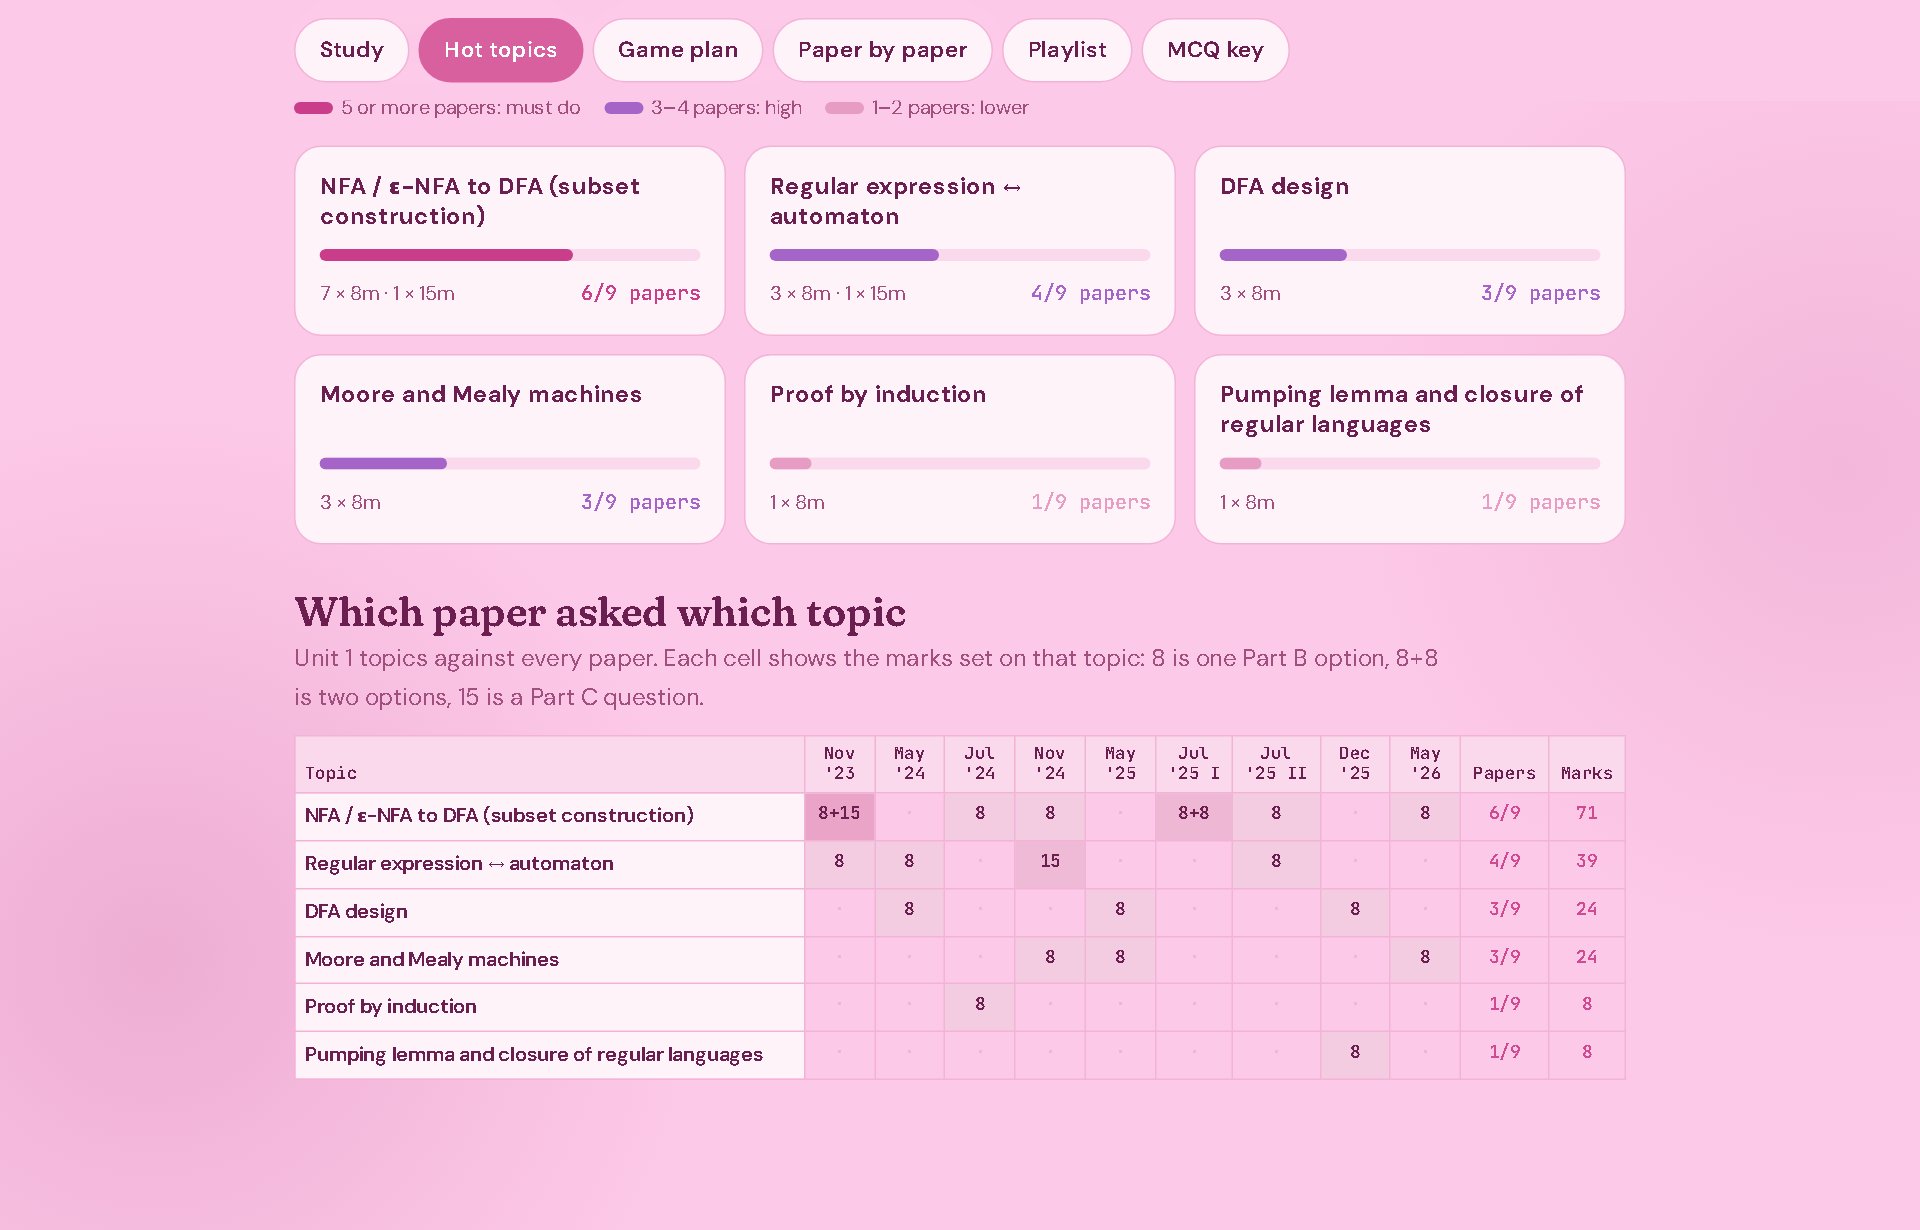 Study
Hot topics
Game plan
Paper by paper
Playlist
MCQ key
5 or more papers: must do
3–4 papers: high
1–2 papers: lower
NFA / ε-NFA to DFA (subset
construction)
7 × 8m · 1 × 15m
6/9 papers
Regular expression ↔
automaton
3 × 8m · 1 × 15m
4/9 papers
DFA design
3 × 8m
3/9 papers
Moore and Mealy machines
3 × 8m
3/9 papers
Proof by induction
1 × 8m
1/9 papers
Pumping lemma and closure of
regular languages
1 × 8m
1/9 papers
Which paper asked which topic
Unit 1 topics against every paper. Each cell shows the marks set on that topic: 8 is one Part B option, 8+8
is two options, 15 is a Part C question.
Topic Nov '23 May '24 Jul '24 Nov '24 May '25 Jul '25 I Jul '25 II Dec '25 May '26 Papers Marks
NFA / ε-NFA to DFA (subset construction) 8+15 · 8 8 · 8+8 8 · 8 6/9 71
Regular expression ↔ automaton 8 8 · 15 · · 8 · · 4/9 39
DFA design · 8 · · 8 · · 8 · 3/9 24
Moore and Mealy machines · · · 8 8 · · · 8 3/9 24
Proof by induction · · 8 · · · · · · 1/9 8
Pumping lemma and closure of regular languages · · · · · · · 8 · 1/9 8